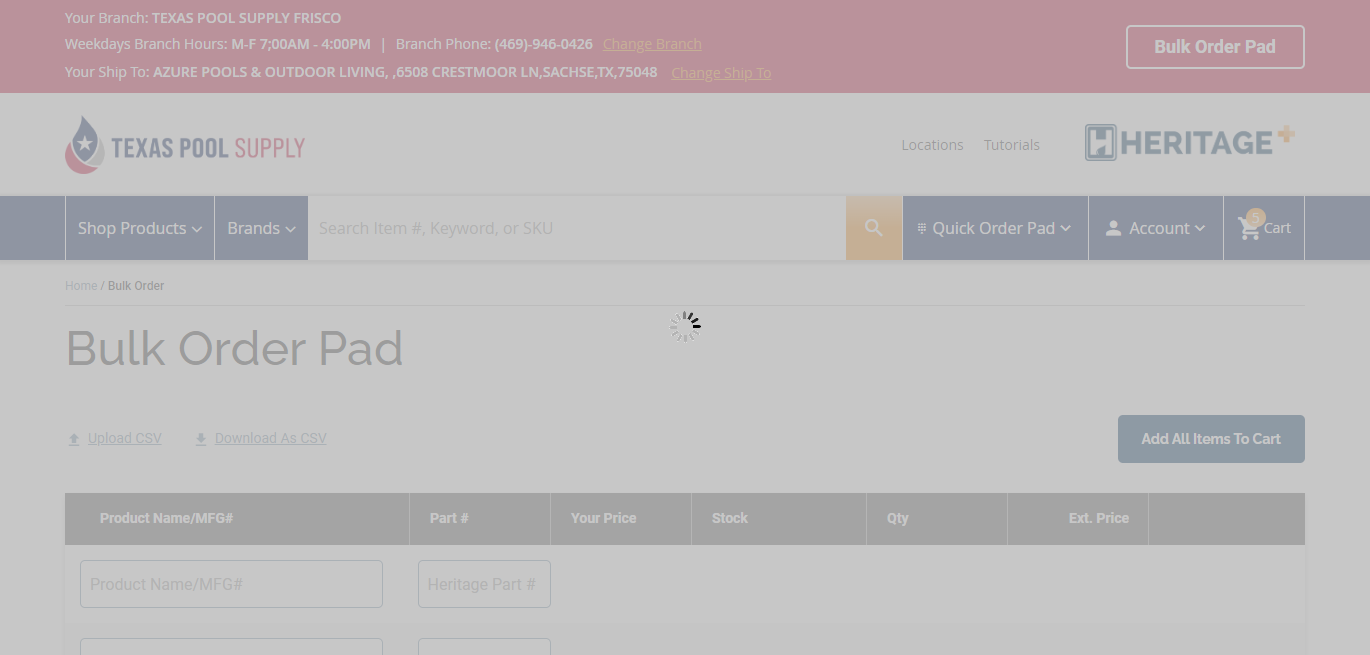 Your Branch: TEXAS POOL SUPPLY FRISCO
Weekdays Branch Hours: M-F 7;00AM - 4:00PM | Branch Phone: (469)-946-0426 Change Branch
Your Ship To: AZURE POOLS & OUTDOOR LIVING, ,6508 CRESTMOOR LN,SACHSE,TX,75048 Change Ship To
Bulk Order Pad
TEXAS POOL SUPPLY
Locations Tutorials
HERITAGE+
Shop Products
Brands
Search Item #, Keyword, or SKU
Quick Order Pad
Account
5
Cart
Home / Bulk Order
Bulk Order Pad
Upload CSV Download As CSV
Add All Items To Cart
Product Name/MFG# Part # Your Price Stock Qty Ext. Price
Product Name/MFG# Heritage Part #